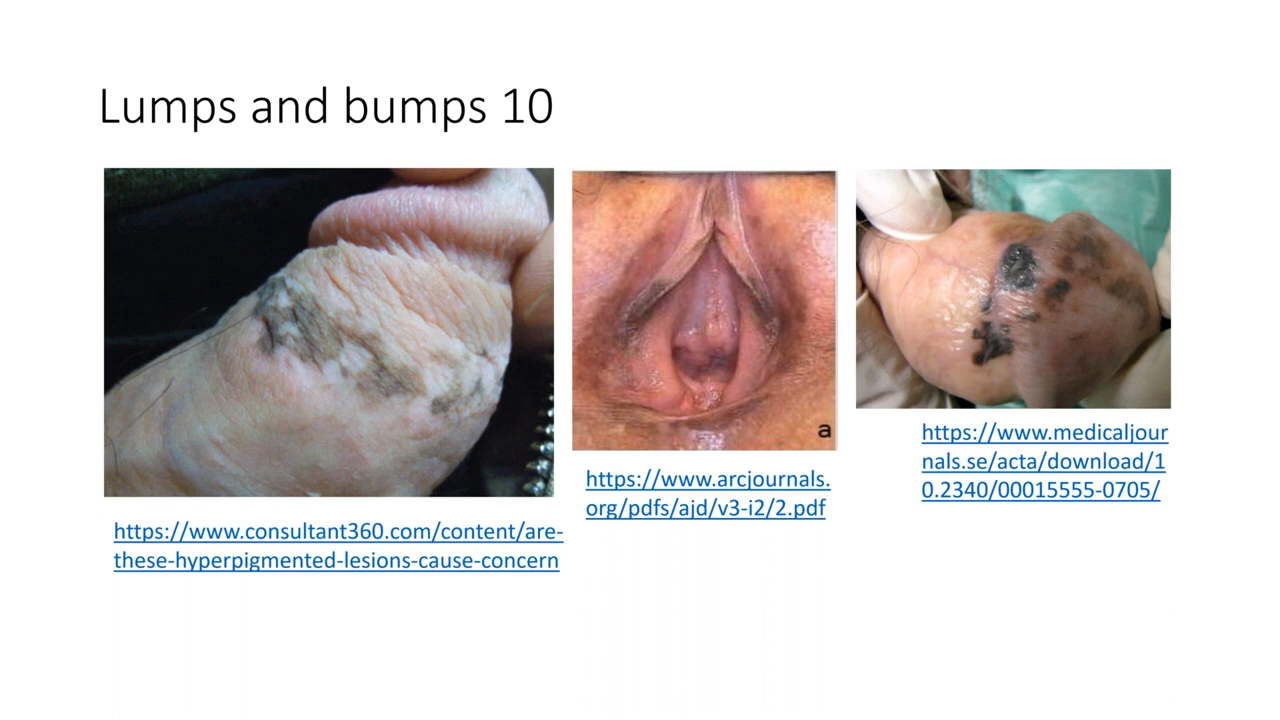 Lumps and bumps 10
a
https://www.medicaljour
nals.se/acta/download/1
0.2340/00015555-0705/
https://www.arcjournals.
org/pdfs/ajd/v3-i2/2.pdf
https://www.consultant360.com/content/are-
these-hyperpigmented-lesions-cause-concern